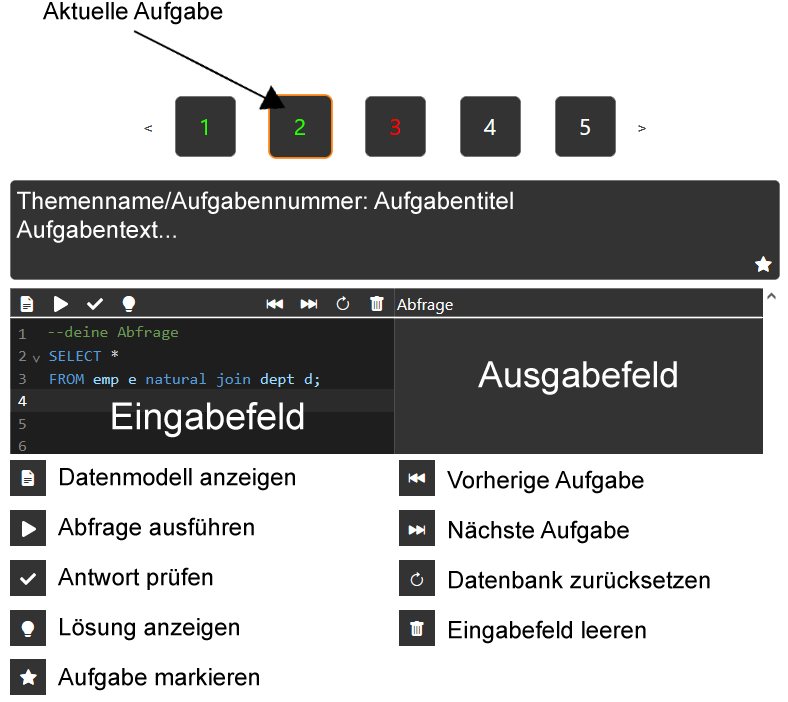 Aktuelle Aufgabe
< 1 2 3 4 5 >
Themenname/Aufgabennummer: Aufgabentitel
Aufgabentext...
Abfrage
1 --deine Abfrage
2 SELECT *
3 FROM emp e natural join dept d;
4
5
6
Eingabefeld
Ausgabefeld
Datenmodell anzeigen
Abfrage ausführen
Antwort prüfen
Lösung anzeigen
Aufgabe markieren
Vorherige Aufgabe
Nächste Aufgabe
Datenbank zurücksetzen
Eingabefeld leeren